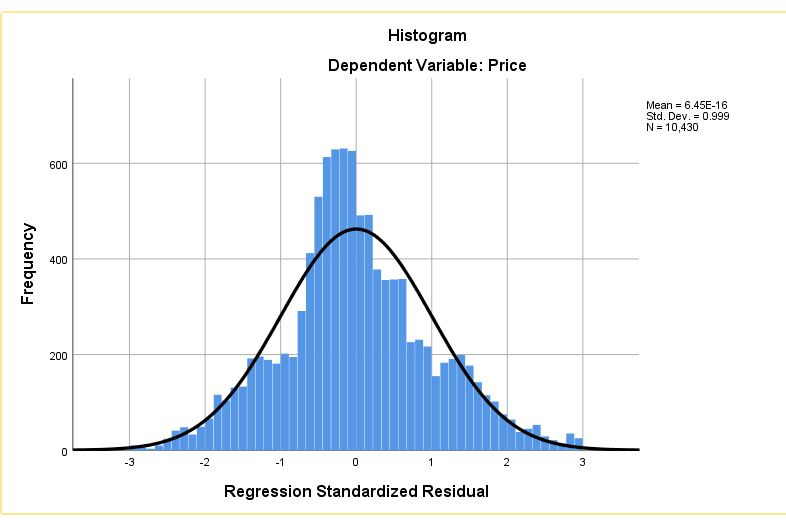 Histogram
Dependent Variable: Price
Mean = 6.45E-16
Std. Dev. = 0.999
N = 10,430
Frequency
600
400
200
0
-3 -2 -1 0 1 2 3
Regression Standardized Residual